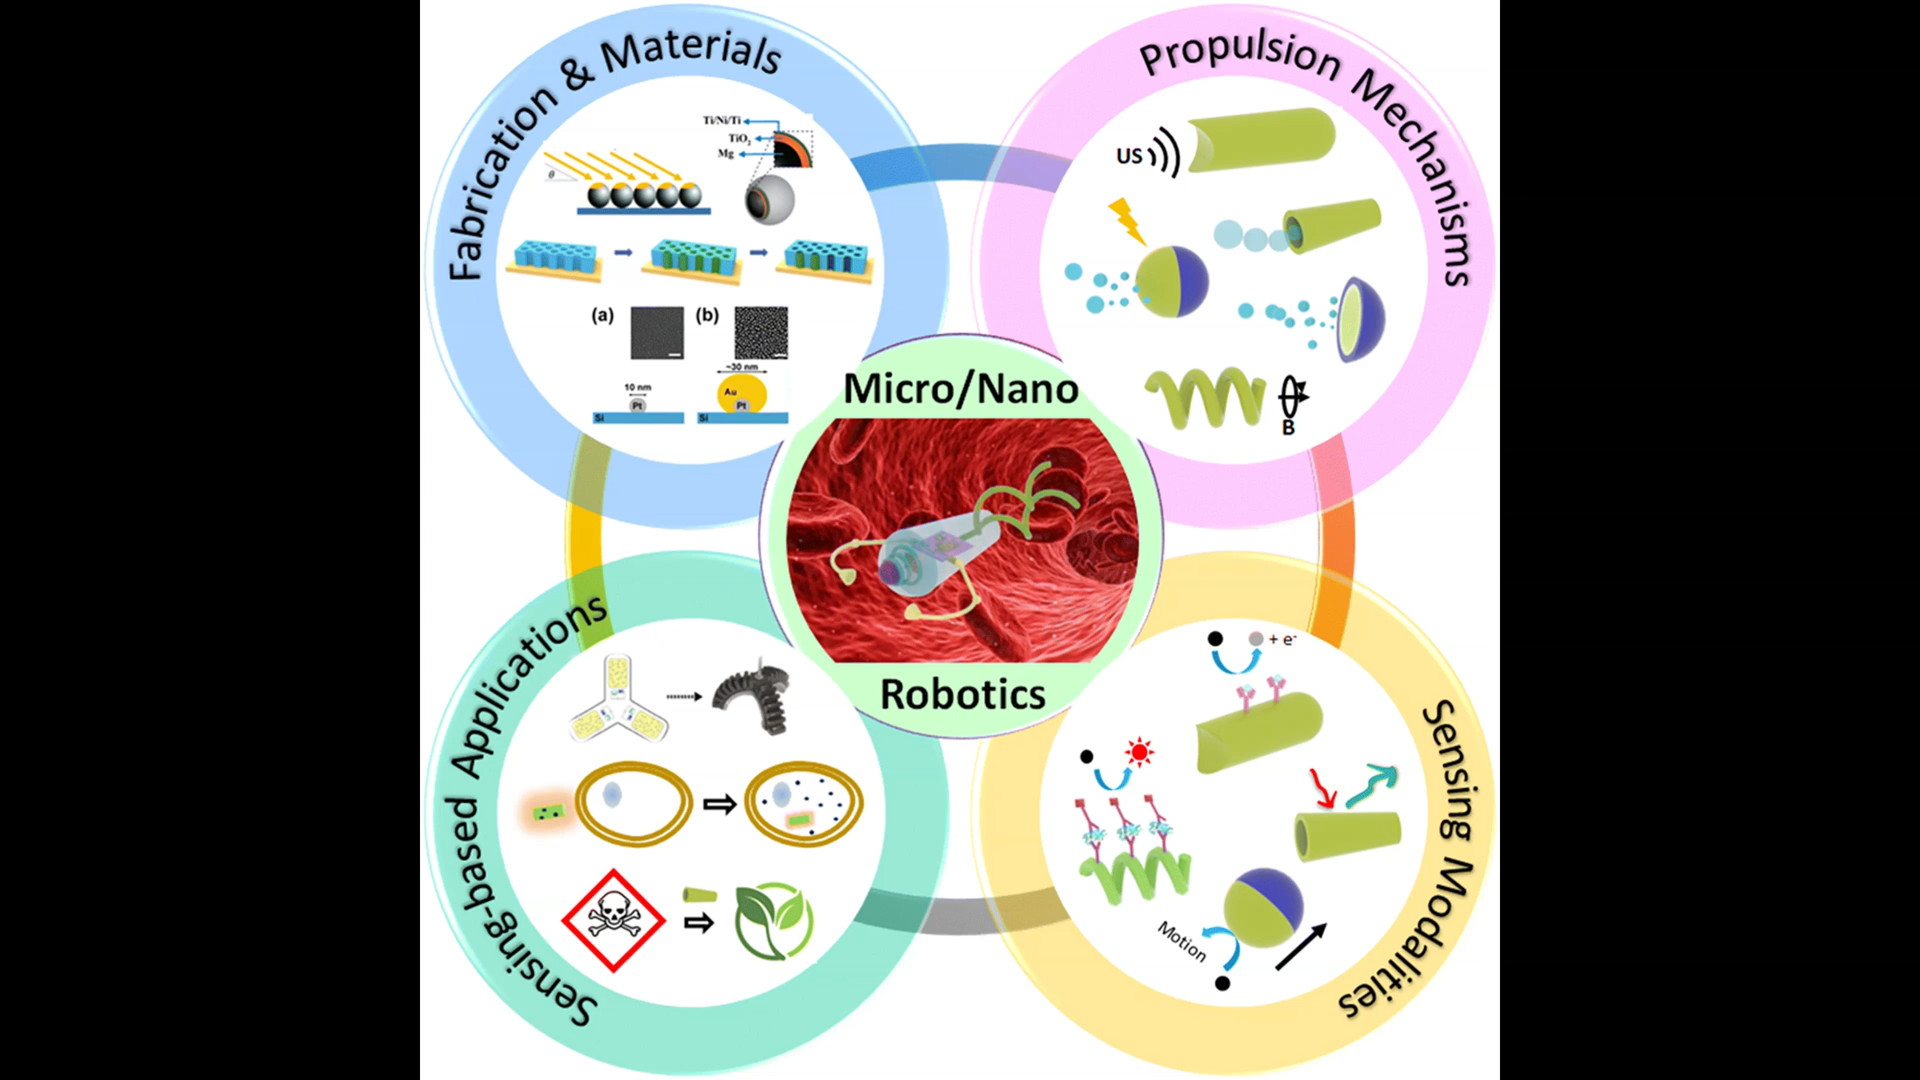 Fabrication & Materials
Ti/Ni/Ti
TiO2
Mg
θ
(a)
(b)
10 nm
~30 nm
Pt
Au
Pt
Si
Si
Propulsion Mechanisms
US
B
Micro/Nano
Robotics
Sensing-based Applications
Sensing Modalities
+ e-
Motion